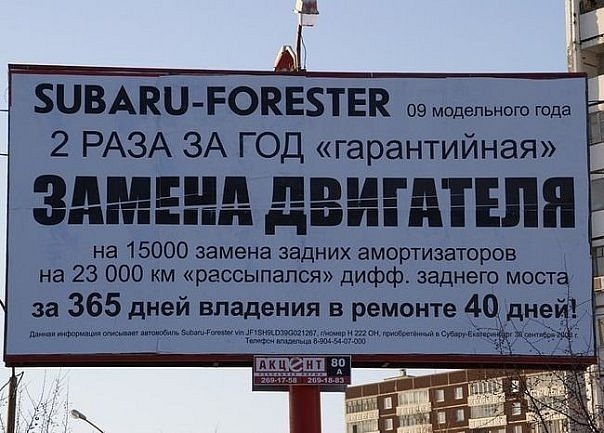 SUBARU-FORESTER 09 модельного года
2 РАЗА ЗА ГОД «гарантийная»
ЗАМЕНА ДВИГАТЕЛЯ
на 15000 замена задних амортизаторов
на 23 000 км «рассыпался» дифф. заднего моста
за 365 дней владения в ремонте 40 дней!
Данная информация описывает автомобиль Subaru-Forester vin JF1SH9LD39G021267, г/номер Н 222 ОН, приобретённый в Субару-Екатеринбург 30 сентября г.
Телефон владельца 8-904-54-07-000
АКЦЕНТ 80
А
269-17-58 269-18-83